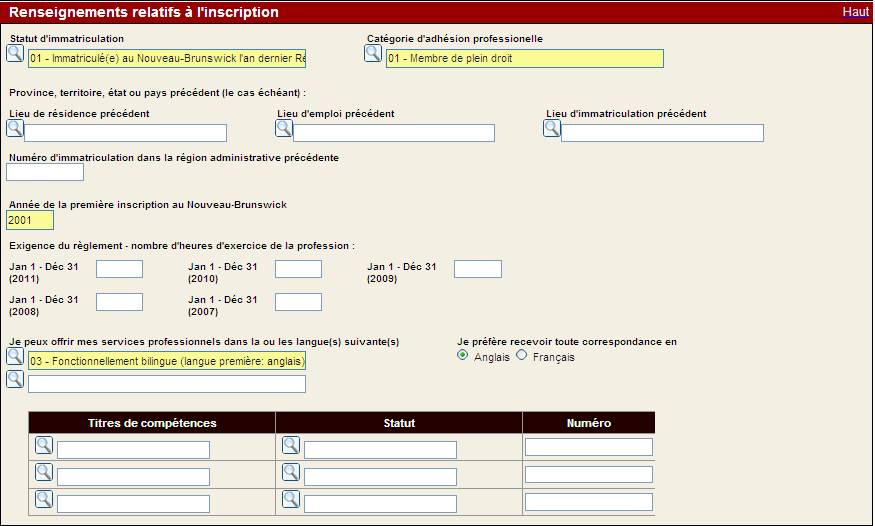 Renseignements relatifs à l'inscription Haut
Statut d'immatriculation Catégorie d'adhésion professionelle
01 - Immatriculé(e) au Nouveau-Brunswick l'an dernier Ré 01 - Membre de plein droit
Province, territoire, état ou pays précédent (le cas échéant) :
Lieu de résidence précédent Lieu d'emploi précédent Lieu d'immatriculation précédent
Numéro d'immatriculation dans la région administrative précédente
Année de la première inscription au Nouveau-Brunswick
2001
Exigence du règlement - nombre d'heures d'exercice de la profession :
Jan 1 - Déc 31 Jan 1 - Déc 31 Jan 1 - Déc 31
(2011) (2010) (2009)
Jan 1 - Déc 31 Jan 1 - Déc 31
(2008) (2007)
Je peux offrir mes services professionnels dans la ou les langue(s) suivante(s) Je préfère recevoir toute correspondance en
03 - Fonctionnellement bilingue (langue première: anglais) Anglais Français
Titres de compétences Statut Numéro